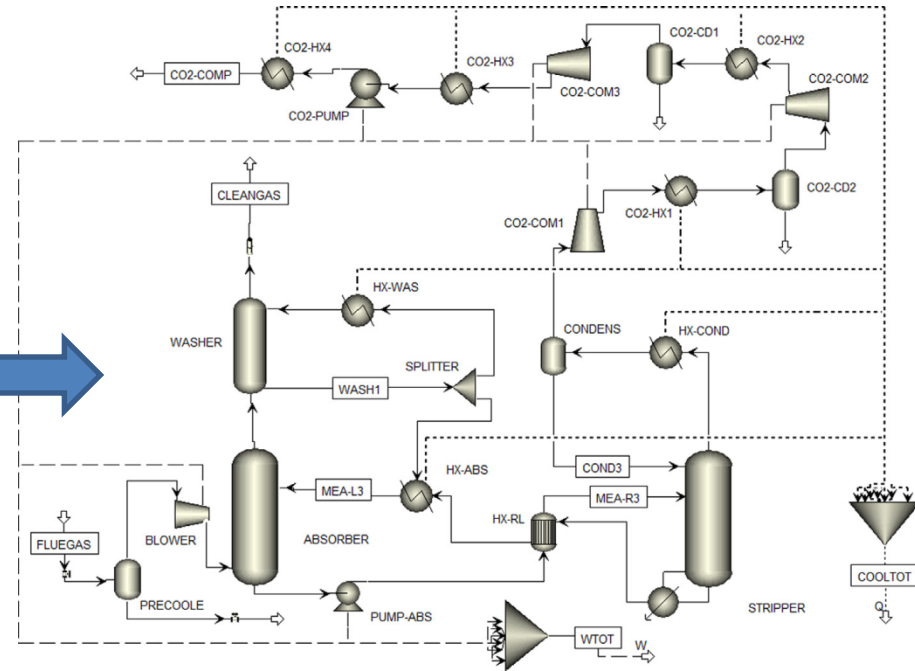 CO2-COMP
CO2-HX4
CO2-PUMP
CO2-HX3
CO2-COM3
CO2-CD1
CO2-HX2
CO2-COM2
CO2-COM1
CO2-HX1
CO2-CD2
CLEANGAS
HX-WAS
WASHER
SPLITTER
WASH1
CONDENS
HX-COND
HX-ABS
MEA-L3
COND3
MEA-R3
HX-RL
BLOWER
FLUEGAS
ABSORBER
PRECOOLE
PUMP-ABS
STRIPPER
COOLTOT
Q
WTOT
W